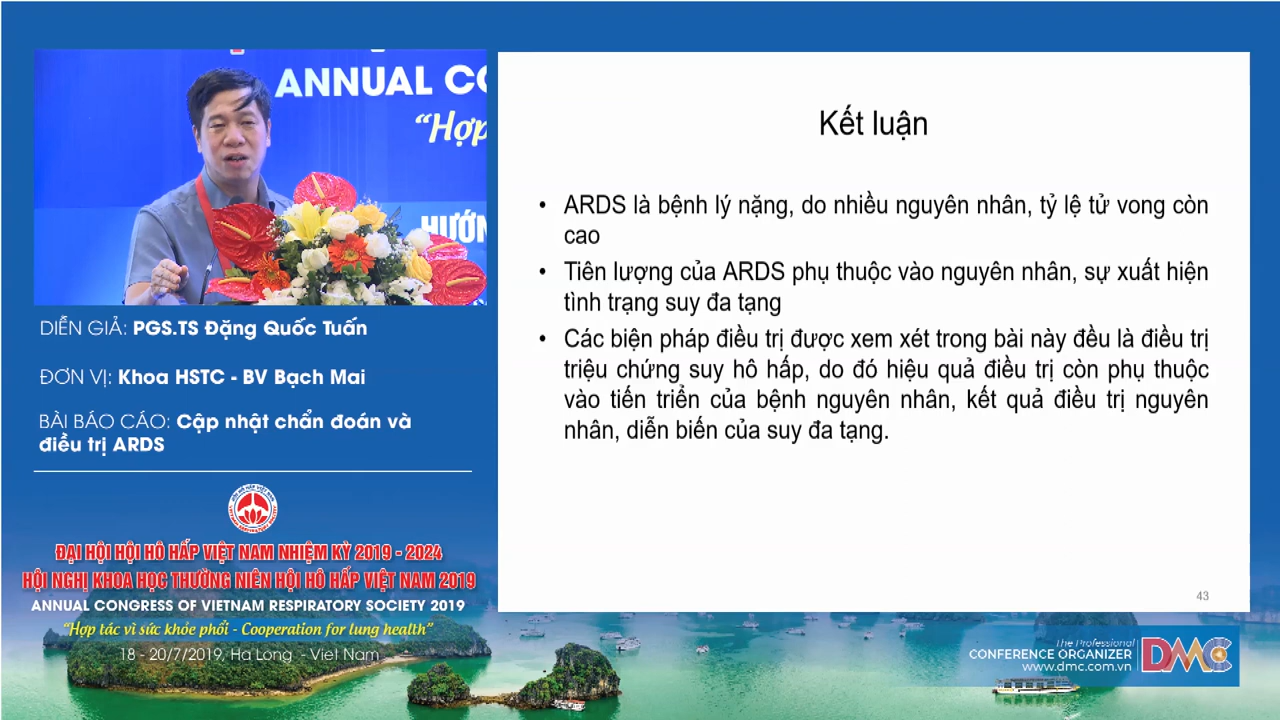 ANNUAL CO
“Hợp
HƯỚN
DIỄN GIẢ: PGS.TS Đặng Quốc Tuấn
ĐƠN VỊ: Khoa HSTC - BV Bạch Mai
BÀI BÁO CÁO: Cập nhật chẩn đoán và
điều trị ARDS
HỘI HÔ HẤP VIỆT NAM
ĐẠI HỘI HỘI HÔ HẤP VIỆT NAM NHIỆM KỲ 2019 - 2024
HỘI NGHỊ KHOA HỌC THƯỜNG NIÊN HỘI HÔ HẤP VIỆT NAM 2019
ANNUAL CONGRESS OF VIETNAM RESPIRATORY SOCIETY 2019
“Hợp tác vì sức khỏe phổi - Cooperation for lung health”
18 - 20/7/2019, Ha Long - Viet Nam
Kết luận
• ARDS là bệnh lý nặng, do nhiều nguyên nhân, tỷ lệ tử vong còn
cao
• Tiên lượng của ARDS phụ thuộc vào nguyên nhân, sự xuất hiện
tình trạng suy đa tạng
• Các biện pháp điều trị được xem xét trong bài này đều là điều trị
triệu chứng suy hô hấp, do đó hiệu quả điều trị còn phụ thuộc
vào tiến triển của bệnh nguyên nhân, kết quả điều trị nguyên
nhân, diễn biến của suy đa tạng.
43
The Professional
CONFERENCE ORGANIZER
www.dmc.com.vn
DMC